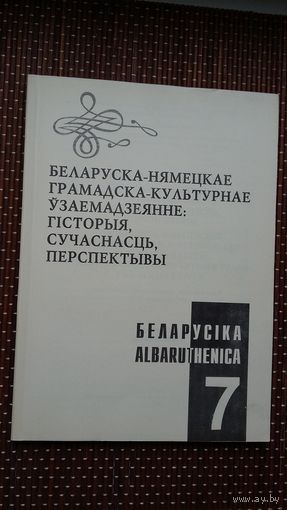 БЕЛАРУСКА-НЯМЕЦКАЕ
ГРАМАДСКА-КУЛЬТУРНАЕ
ЎЗАЕМАДЗЕЯННЕ:
ГІСТОРЫЯ,
СУЧАСНАСЦЬ,
ПЕРСПЕКТЫВЫ
БЕЛАРУСІКА
ALBARUTHENICA
7
www.ay.by